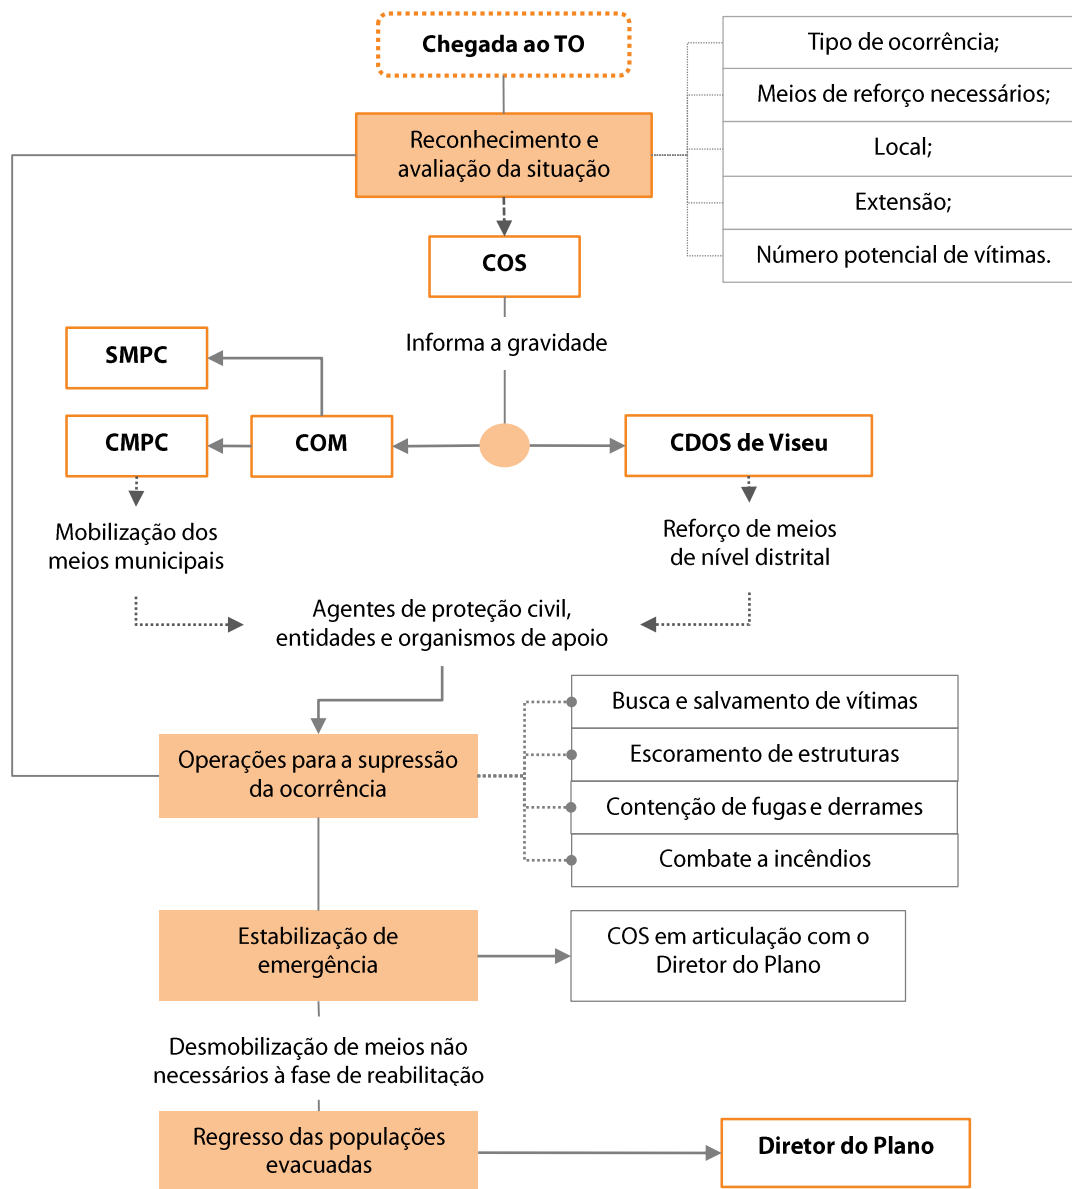 Chegada ao TO
Tipo de ocorrência;
Meios de reforço necessários;
Local;
Extensão;
Número potencial de vítimas.
Reconhecimento e
avaliação da situação
COS
Informa a gravidade
SMPC
CMPC
COM
CDOS de Viseu
Mobilização dos
meios municipais
Reforço de meios
de nível distrital
Agentes de proteção civil,
entidades e organismos de apoio
Operações para a supressão
da ocorrência
Busca e salvamento de vítimas
Escoramento de estruturas
Contenção de fugas e derrames
Combate a incêndios
Estabilização de
emergência
COS em articulação com o
Diretor do Plano
Desmobilização de meios não
necessários à fase de reabilitação
Regresso das populações
evacuadas
Diretor do Plano